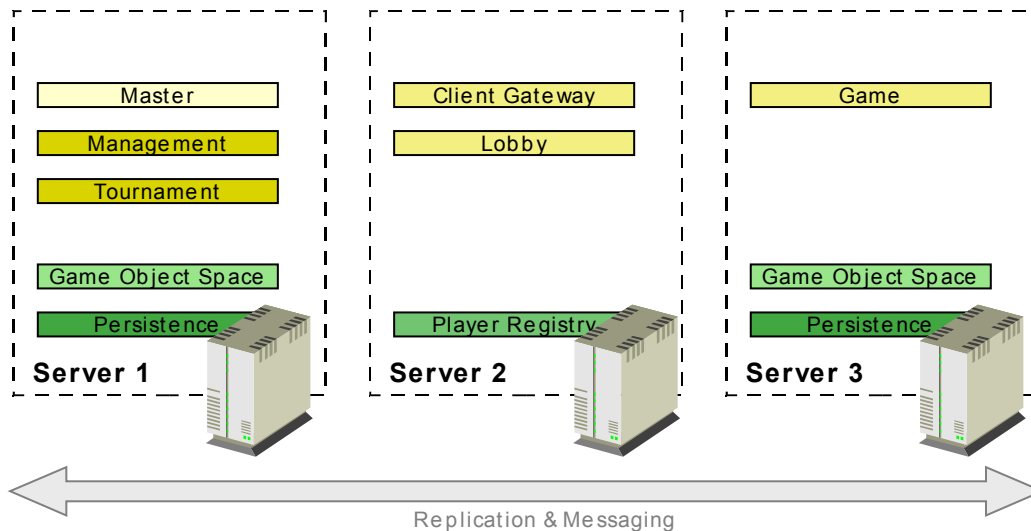 Master
Management
Tournament
Game Object Space
Persistence
Server 1
Client Gateway
Lobby
Player Registry
Server 2
Game
Game Object Space
Persistence
Server 3
Replication & Messaging